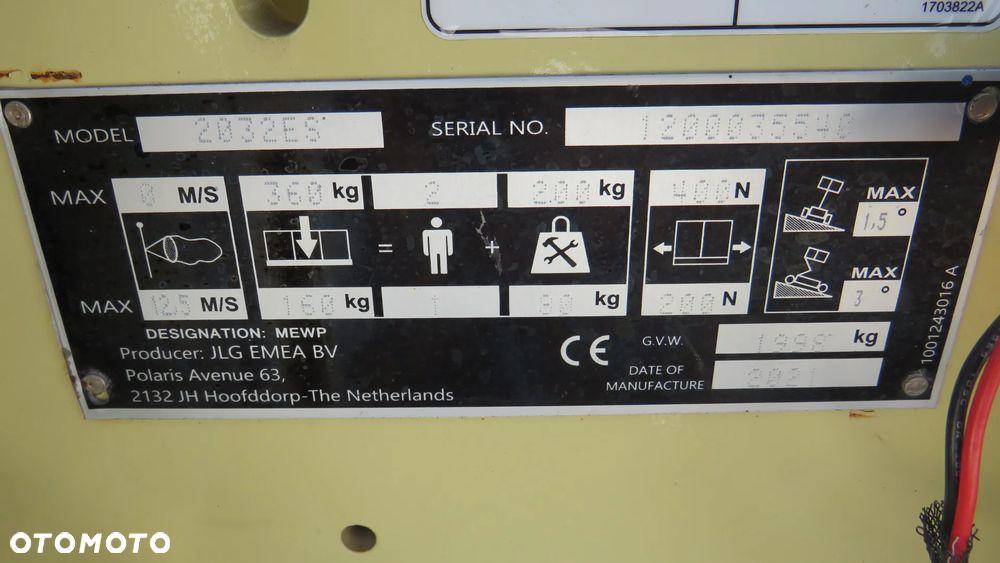 1703822A
MODEL 2032ES SERIAL NO. 1200035540
MAX 0 M/S 360 kg 2 200 kg 400 N
MAX 1,5°
= +
MAX 3°
MAX 12.5 M/S 160 kg 1 80 kg 200 N
DESIGNATION: MEWP
Producer: JLG EMEA BV
Polaris Avenue 63,
2132 JH Hoofddorp-The Netherlands
CE
G.V.W. 1998 kg
DATE OF
MANUFACTURE 2021
1001243016 A
OTOMOTO